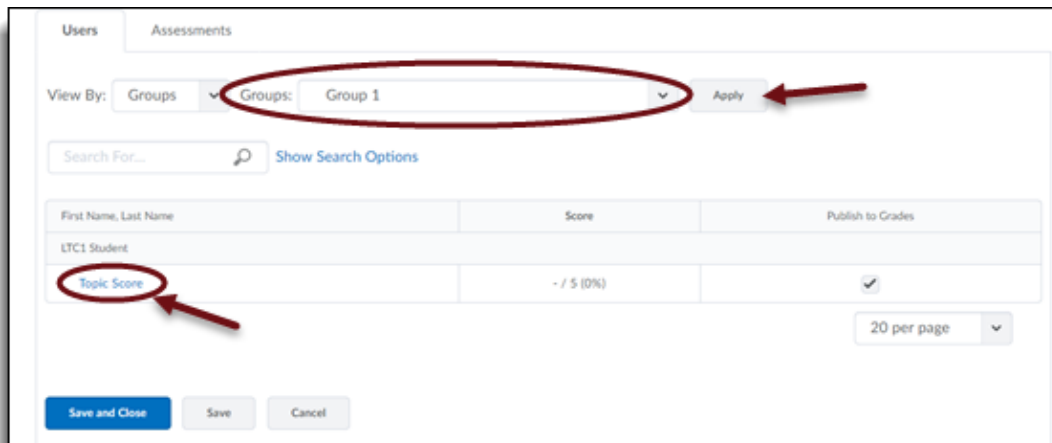 Users Assessments
View By: Groups Groups: Group 1 Apply
Search For... Show Search Options
First Name, Last Name Score Publish to Grades
LTC1 Student
Topic Score - / 5 (0%)
20 per page
Save and Close Save Cancel